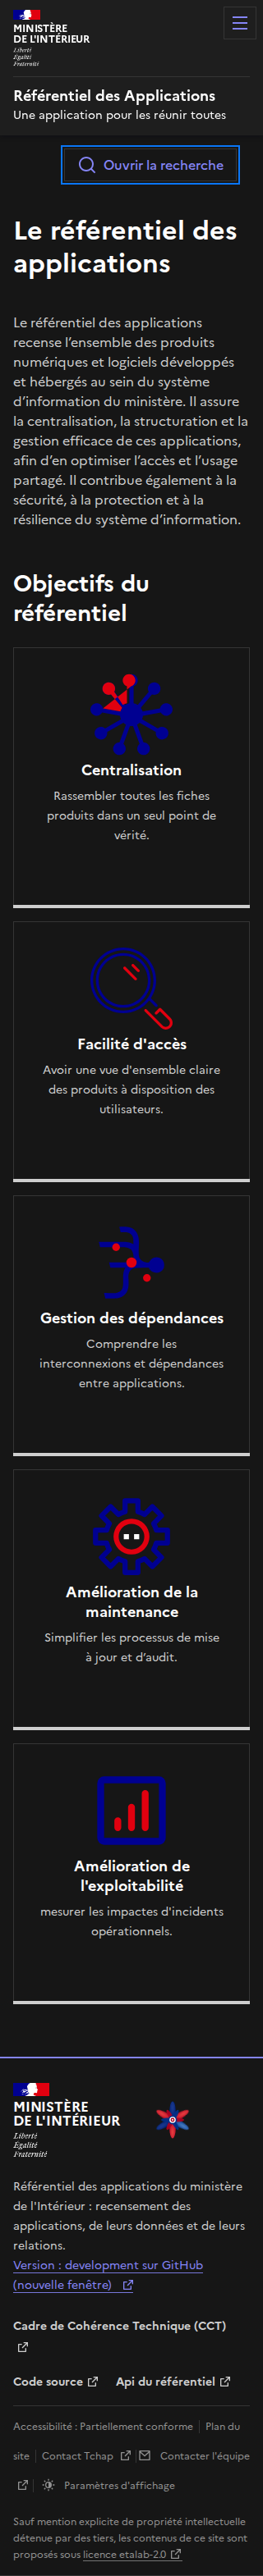 MINISTÈRE
DE L'INTÉRIEUR
Liberté
Égalité
Fraternité
Référentiel des Applications
Une application pour les réunir toutes
Ouvrir la recherche
Le référentiel des
applications
Le référentiel des applications
recense l’ensemble des produits
numériques et logiciels développés
et hébergés au sein du système
d’information du ministère. Il assure
la centralisation, la structuration et la
gestion efficace de ces applications,
afin d’en optimiser l’accès et l’usage
partagé. Il contribue également à la
sécurité, à la protection et à la
résilience du système d’information.
Objectifs du
référentiel
Centralisation
Rassembler toutes les fiches
produits dans un seul point de
vérité.
Facilité d'accès
Avoir une vue d'ensemble claire
des produits à disposition des
utilisateurs.
Gestion des dépendances
Comprendre les
interconnexions et dépendances
entre applications.
Amélioration de la
maintenance
Simplifier les processus de mise
à jour et d’audit.
Amélioration de
l'exploitabilité
mesurer les impactes d'incidents
opérationnels.
MINISTÈRE
DE L'INTÉRIEUR
Liberté
Égalité
Fraternité
Référentiel des applications du ministère
de l'Intérieur : recensement des
applications, de leurs données et de leurs
relations.
Version : development sur GitHub
(nouvelle fenêtre)
Cadre de Cohérence Technique (CCT)
Code source Api du référentiel
Accessibilité : Partiellement conforme Plan du
site Contact Tchap Contacter l'équipe
Paramètres d'affichage
Sauf mention explicite de propriété intellectuelle
détenue par des tiers, les contenus de ce site sont
proposés sous licence etalab-2.0